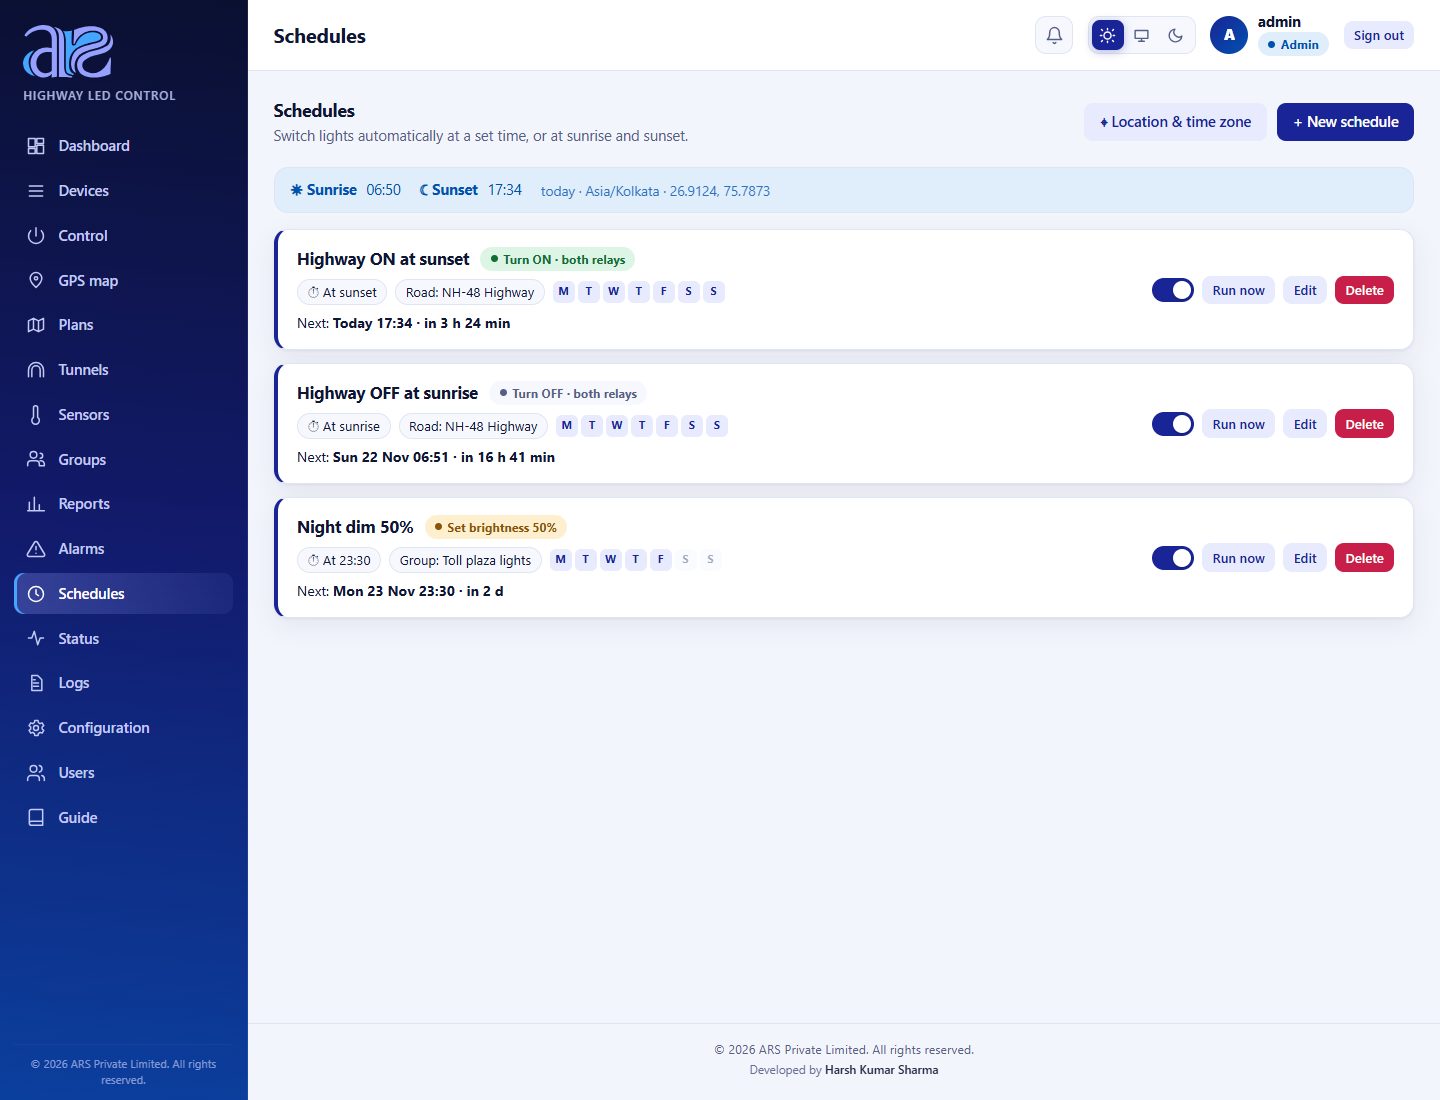 ars
HIGHWAY LED CONTROL
Dashboard
Devices
Control
GPS map
Plans
Tunnels
Sensors
Groups
Reports
Alarms
Schedules
Status
Logs
Configuration
Users
Guide
© 2026 ARS Private Limited. All rights
reserved.
Schedules
A
admin
Admin
Sign out
Schedules
Switch lights automatically at a set time, or at sunrise and sunset.
Location & time zone
+ New schedule
Sunrise 06:50 Sunset 17:34 today · Asia/Kolkata · 26.9124, 75.7873
Highway ON at sunset Turn ON · both relays
At sunset Road: NH-48 Highway M T W T F S S
Next: Today 17:34 · in 3 h 24 min
Run now Edit Delete
Highway OFF at sunrise Turn OFF · both relays
At sunrise Road: NH-48 Highway M T W T F S S
Next: Sun 22 Nov 06:51 · in 16 h 41 min
Run now Edit Delete
Night dim 50% Set brightness 50%
At 23:30 Group: Toll plaza lights M T W T F S S
Next: Mon 23 Nov 23:30 · in 2 d
Run now Edit Delete
© 2026 ARS Private Limited. All rights reserved.
Developed by Harsh Kumar Sharma